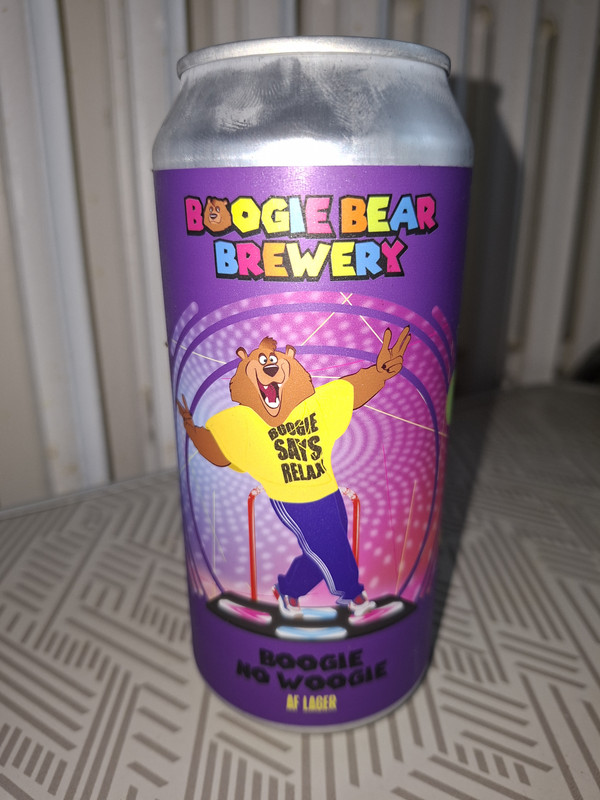 BOOGIE BEAR
BREWERY
BOOGIE
SAYS
RELAX
BOOGIE
NO WOOGIE
AF LAGER